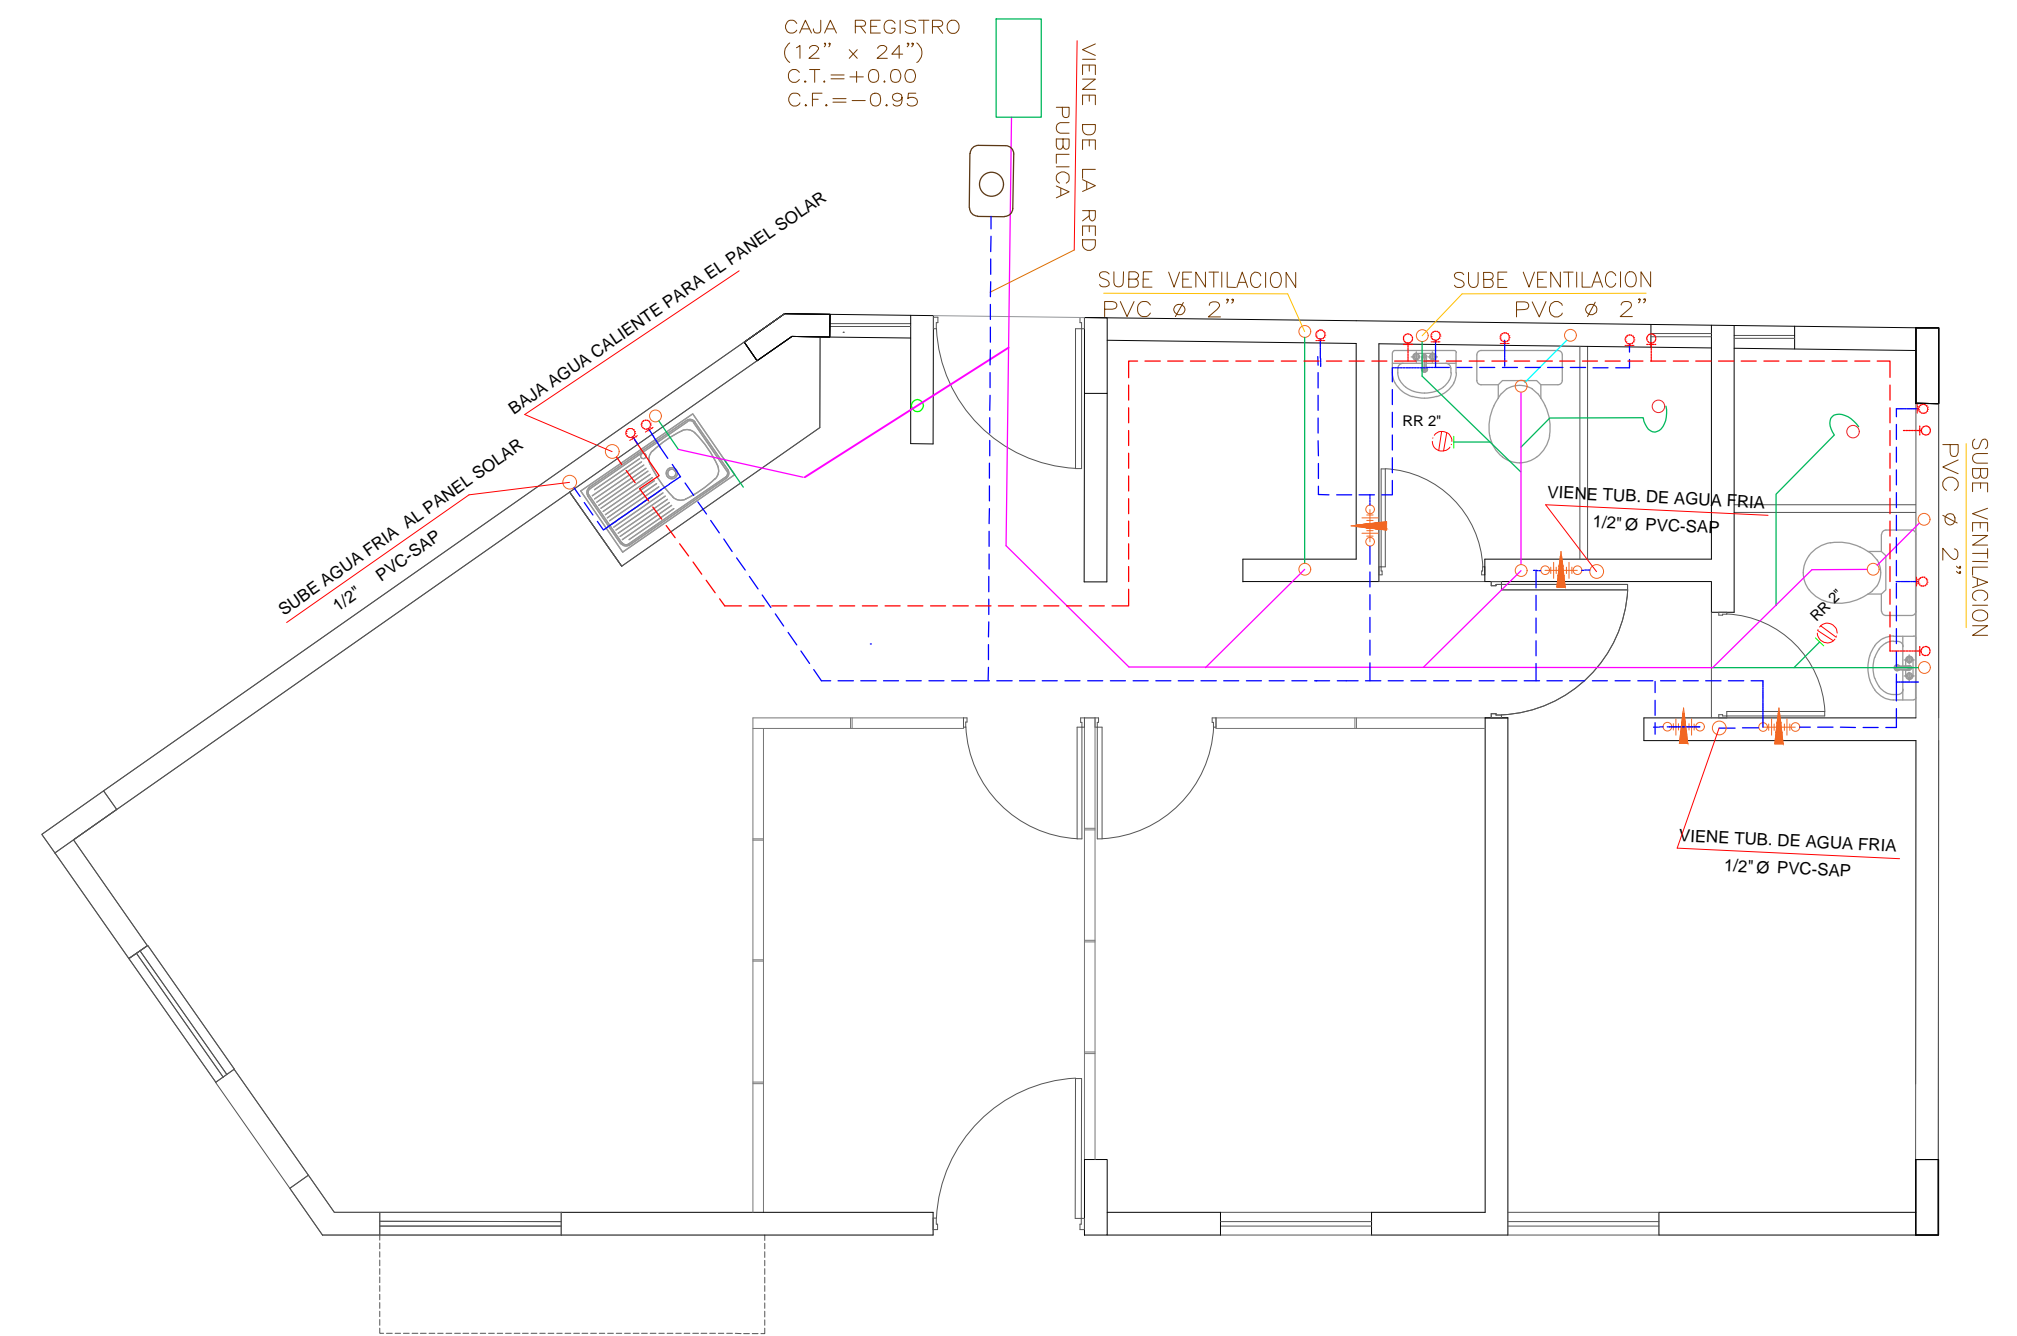 CAJA REGISTRO
(12" x 24")
C.T.=+0.00
C.F.=-0.95
VIENE DE LA RED
PUBLICA
BAJA AGUA CALIENTE PARA EL PANEL SOLAR
SUBE AGUA FRIA AL PANEL SOLAR
1/2" PVC-SAP
SUBE VENTILACION
PVC ø 2"
SUBE VENTILACION
PVC ø 2"
RR 2"
VIENE TUB. DE AGUA FRIA
1/2" Ø PVC-SAP
SUBE VENTILACION
PVC ø 2"
RR 2"
VIENE TUB. DE AGUA FRIA
1/2" Ø PVC-SAP